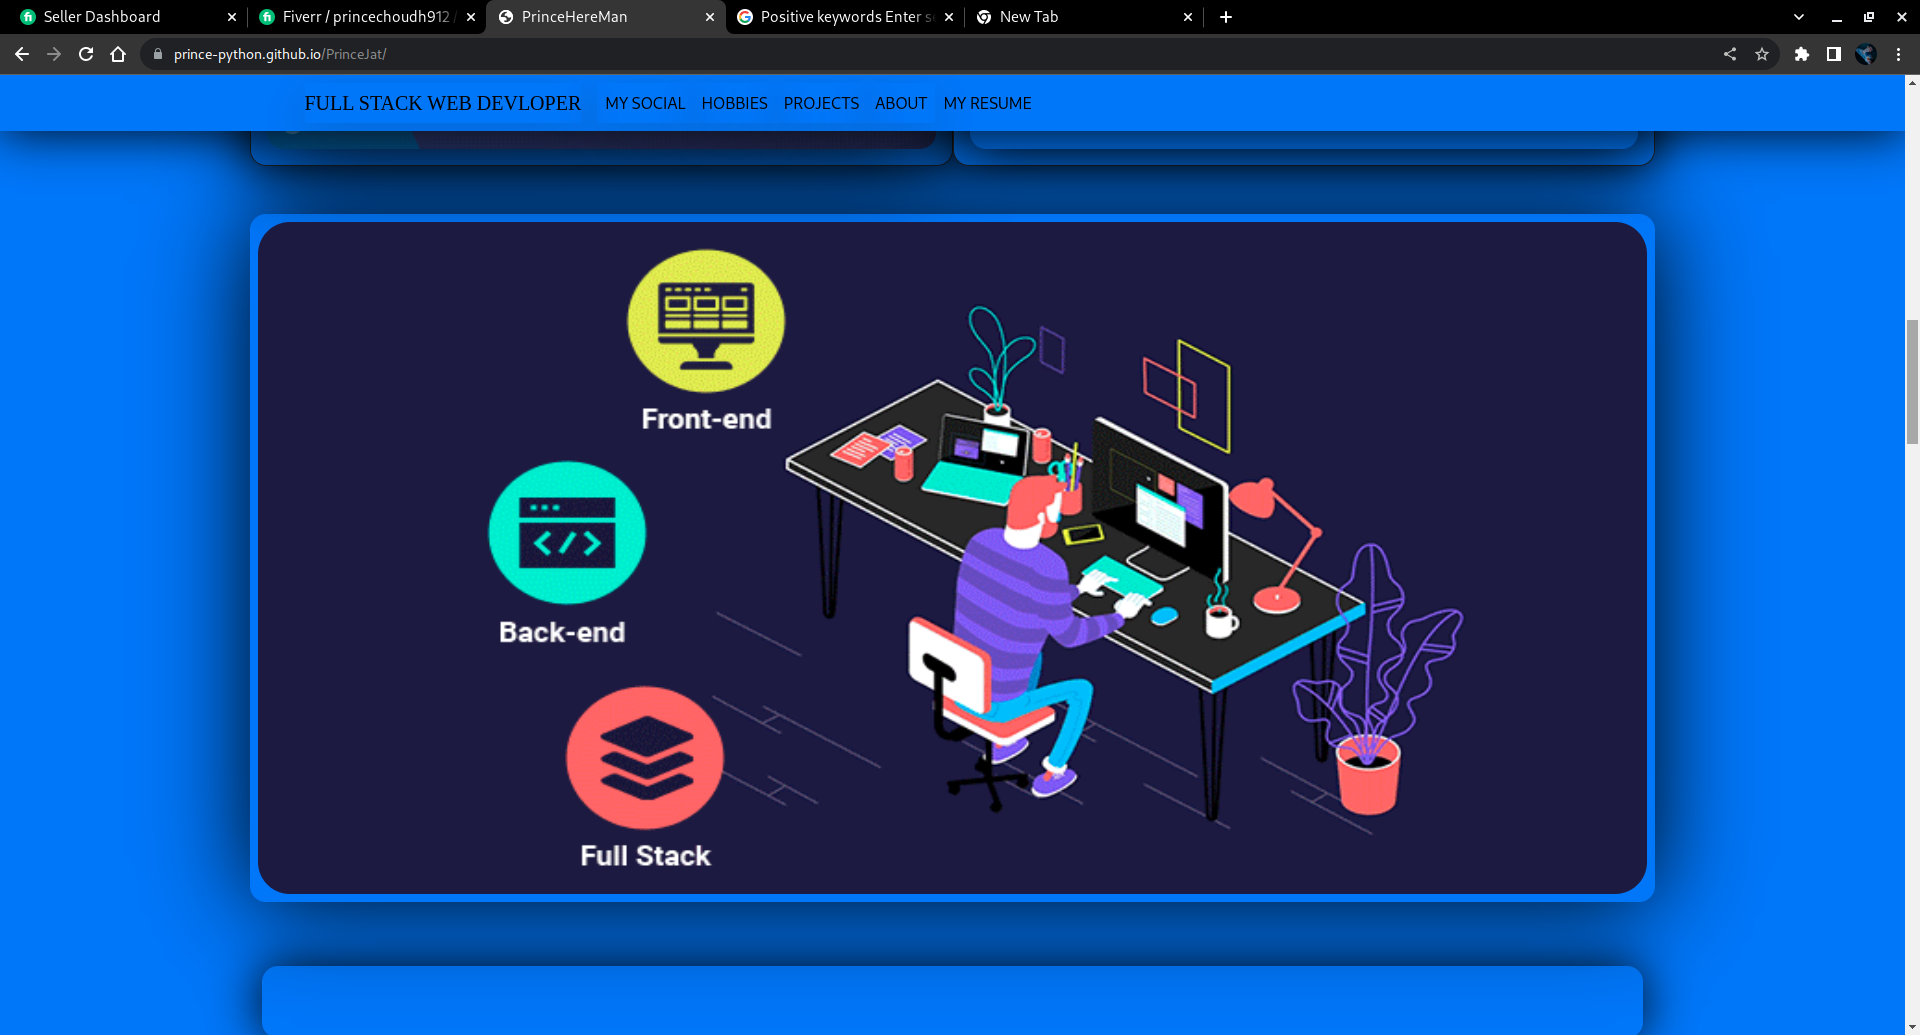 Seller Dashboard
Fiverr / princechoudh912 /
PrinceHereMan
Positive keywords Enter se
New Tab
prince-python.github.io/PrinceJat/
FULL STACK WEB DEVLOPER
MY SOCIAL
HOBBIES
PROJECTS
ABOUT
MY RESUME
Front-end
Back-end
Full Stack